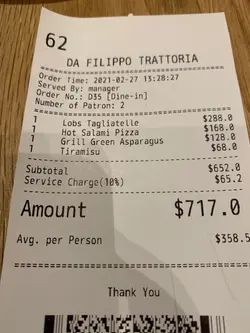 62
DA FILIPPO TRATTORIA
Order Time: 2021-02-27 13:28:27
Served By: manager
Order No.: D35 [Dine-in]
Number of Patron: 2
1 Lobs Tagliatelle $288.0
1 Hot Salami Pizza $168.0
1 Grill Green Asparagus $128.0
1 Tiramisu $68.0
Subtotal $652.0
Service Charge(10%) $65.2
Amount $717.0
Avg. per Person $358.5
Thank You